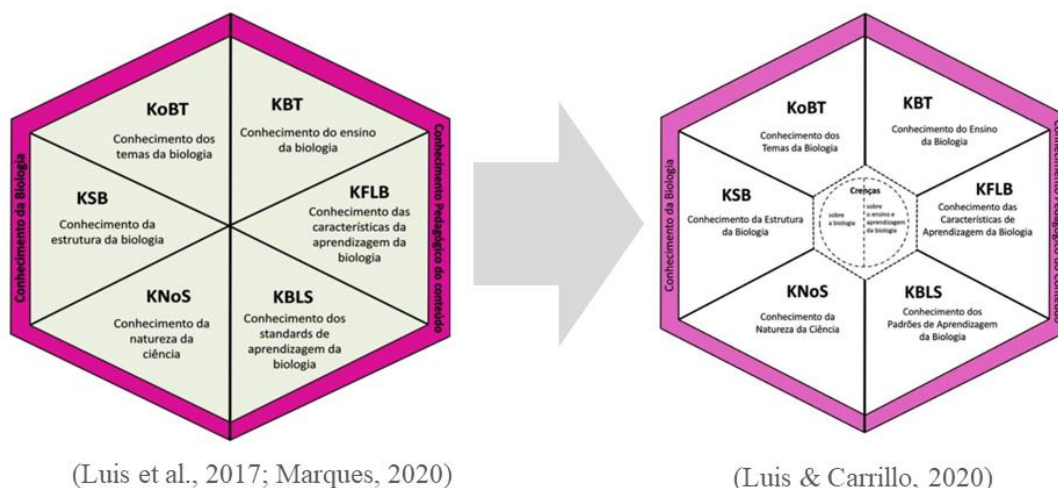 KoBT
Conhecimento dos
temas da biologia
KBT
Conhecimento do ensino
da biologia
KSB
Conhecimento da
estrutura da biologia
KFLB
Conhecimento das
características da
aprendizagem da
biologia
KNoS
Conhecimento da
natureza da
ciência
KBLS
Conhecimento dos
standards de
aprendizagem da
biologia
Conhecimento da Biologia
Conhecimento Pedagógico do conteúdo
(Luis et al., 2017; Marques, 2020)
KoBT
Conhecimento dos
Temas da Biologia
KBT
Conhecimento do Ensino
da Biologia
KSB
Conhecimento da Estrutura
da Biologia
Crenças
sobre
a biologia
sobre
o ensino e
aprendizagem
da biologia
KFLB
Conhecimento das
Características de
Aprendizagem da Biologia
KNoS
Conhecimento da
Natureza da Ciência
KBLS
Conhecimento dos
Padrões de Aprendizagem
da Biologia
Conhecimento da Biologia
(Luis & Carrillo, 2020)